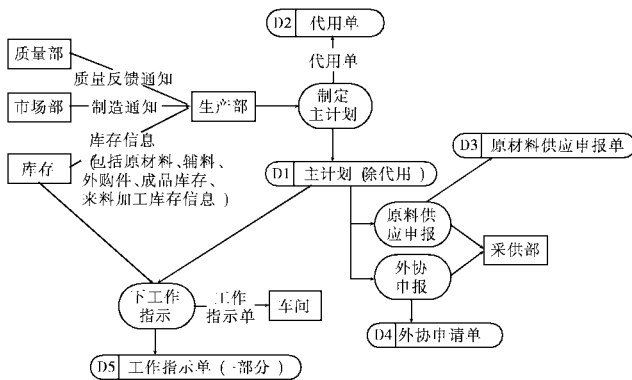 D2 代用单
质量部
代用单
质量反馈通知
市场部
制造通知
生产部
制定
主计划
库存信息
(包括原材料、辅料、
外购件、成品库存、
来料加工库存信息)
库存
D3 原材料供应申报单
D1 主计划(除代用)
原料供
应申报
采供部
外协
申报
下工作
指示
工作
指示单
车间
D4 外协申请单
D5 工作指示单(一部分)